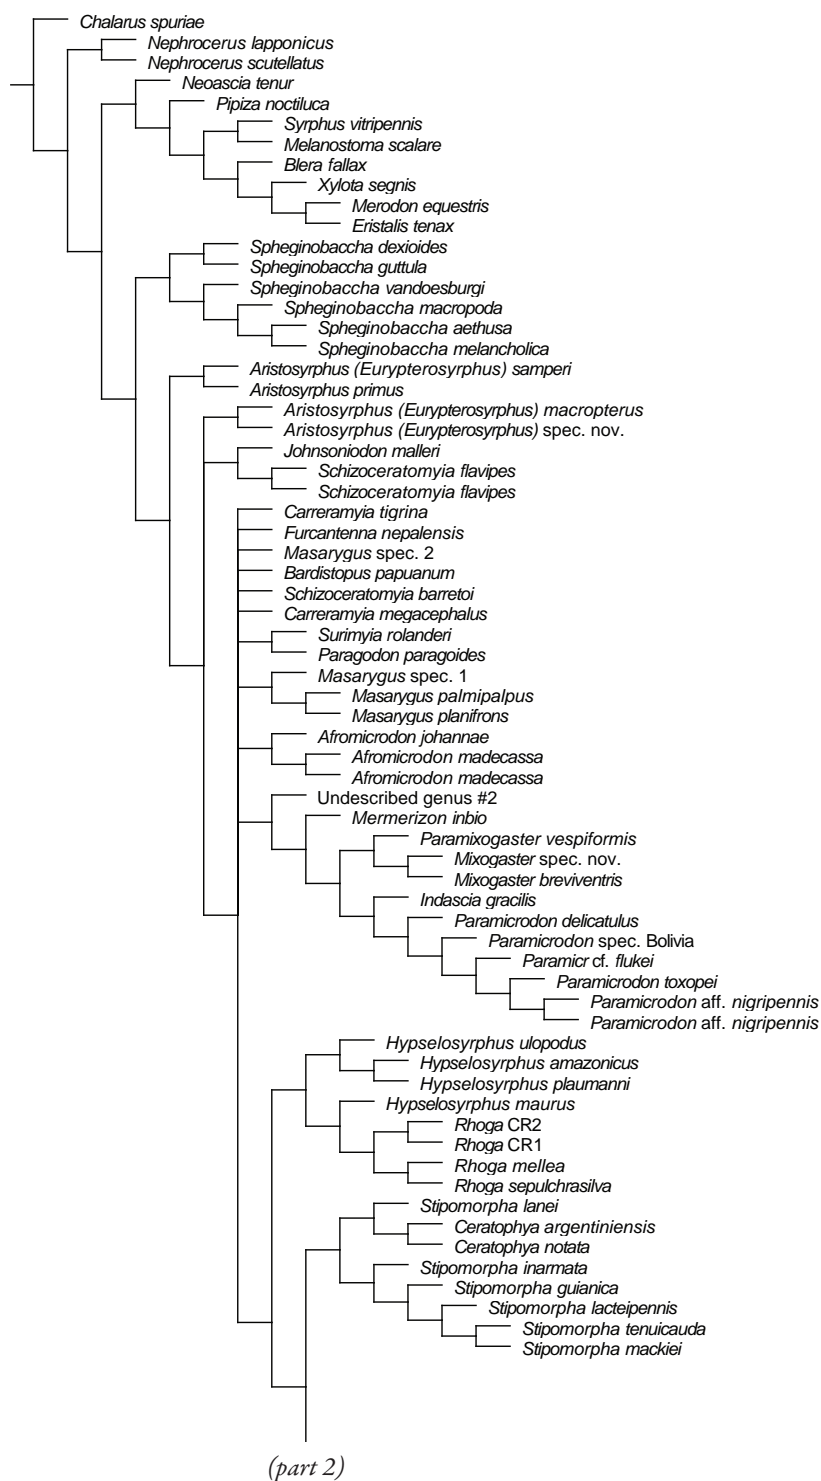 Chalarus spuriae
Nephrocerus lapponicus
Nephrocerus scutellatus
Neoascia tenur
Pipiza noctiluca
Syrphus vitripennis
Melanostoma scalare
Blera fallax
Xylota segnis
Merodon equestris
Eristalis tenax
Spheginobaccha dexioides
Spheginobaccha guttula
Spheginobaccha vandoesburgi
Spheginobaccha macropoda
Spheginobaccha aethusa
Spheginobaccha melancholica
Aristosyrphus (Eurypterosyrphus) samperi
Aristosyrphus primus
Aristosyrphus (Eurypterosyrphus) macropterus
Aristosyrphus (Eurypterosyrphus) spec. nov.
Johnsoniodon malleri
Schizoceratomyia flavipes
Schizoceratomyia flavipes
Carreramyia tigrina
Furcantenna nepalensis
Masarygus spec. 2
Bardistopus papuanum
Schizoceratomyia barretoi
Carreramyia megacephalus
Surimyia rolanderi
Paragodon paragoides
Masarygus spec. 1
Masarygus palmipalpus
Masarygus planifrons
Afromicrodon johannae
Afromicrodon madecassa
Afromicrodon madecassa
Undescribed genus #2
Mermerizon inbio
Paramixogaster vespiformis
Mixogaster spec. nov.
Mixogaster breviventris
Indascia gracilis
Paramicrodon delicatulus
Paramicrodon spec. Bolivia
Paramicr cf. flukei
Paramicrodon toxopei
Paramicrodon aff. nigripennis
Paramicrodon aff. nigripennis
Hypselosyrphus ulopodus
Hypselosyrphus amazonicus
Hypselosyrphus plaumanni
Hypselosyrphus maurus
Rhoga CR2
Rhoga CR1
Rhoga mellea
Rhoga sepulchrasilva
Stipomorpha lanei
Ceratophya argentiniensis
Ceratophya notata
Stipomorpha inarmata
Stipomorpha guianica
Stipomorpha lacteipennis
Stipomorpha tenuicauda
Stipomorpha mackiei
(part 2)